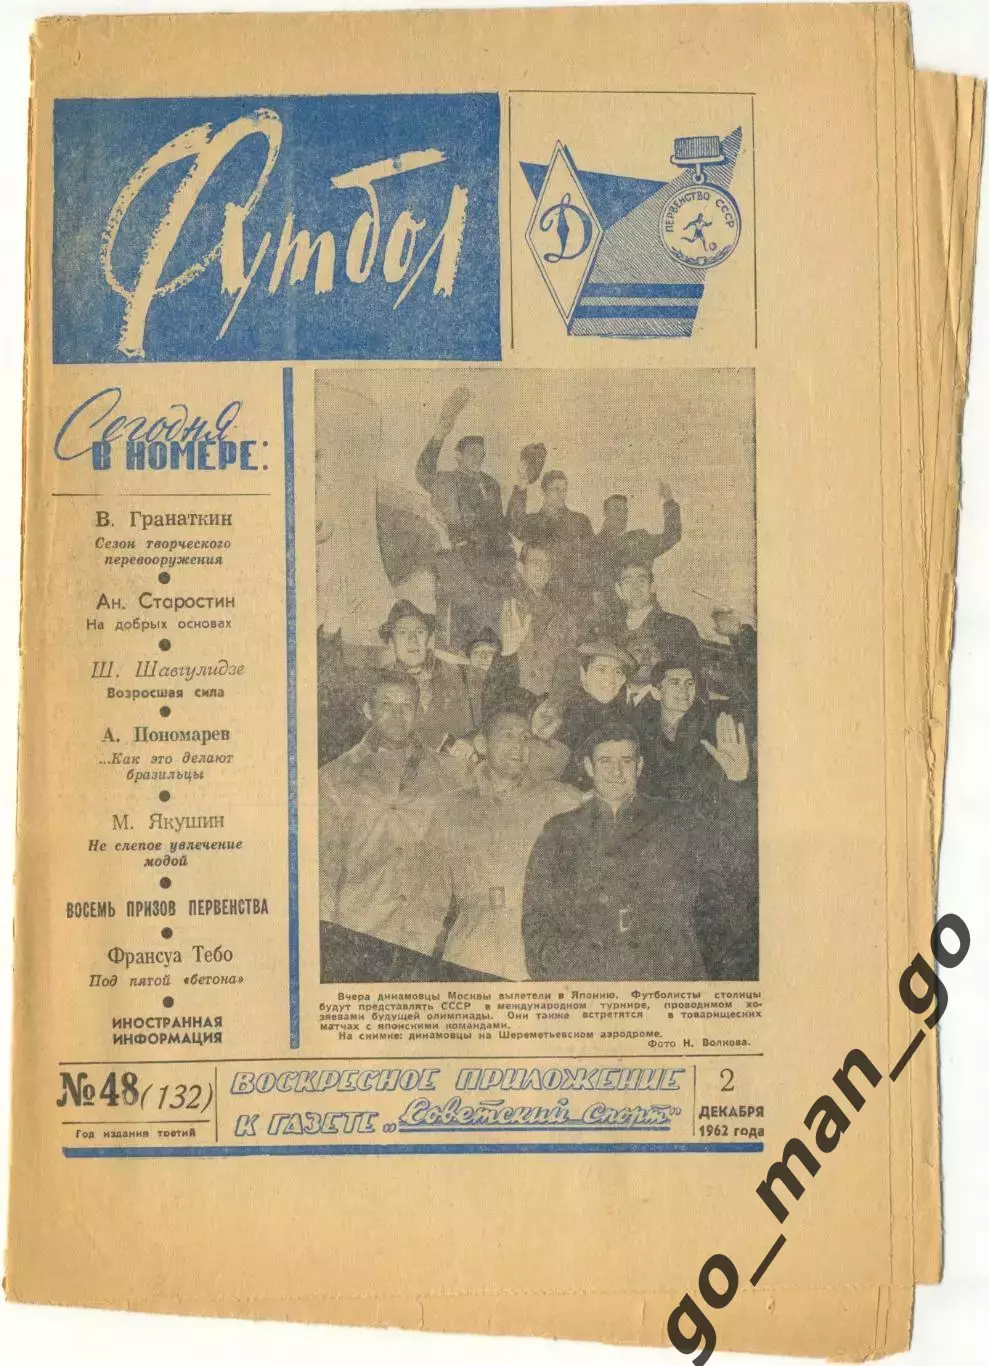 Футбол
Д
ПЕРВЕНСТВО СССР
Сегодня
В НОМЕРЕ:
В. Гранаткин
Сезон творческого
перевооружения
Ан. Старостин
На добрых основах
Ш. Шавгулидзе
Возросшая сила
А. Пономарев
...Как это делают
бразильцы
М. Якушин
Не слепое увлечение
модой
ВОСЕМЬ ПРИЗОВ ПЕРВЕНСТВА
Франсуа Тебо
Под пятой «бетона»
ИНОСТРАННАЯ
ИНФОРМАЦИЯ
Вчера динамовцы Москвы вылетели в Японию. Футболисты столицы
будут представлять СССР в международном турнире, проводимом хо-
зяевами будущей олимпиады. Они также встретятся в товарищеских
матчах с японскими командами.
На снимке: динамовцы на Шереметьевском аэродроме.
Фото Н. Волкова.
№ 48 (132)
Год издания третий
ВОСКРЕСНОЕ ПРИЛОЖЕНИЕ
К ГАЗЕТЕ „Советский спорт"
2
ДЕКАБРЯ
1962 года
go_man_go